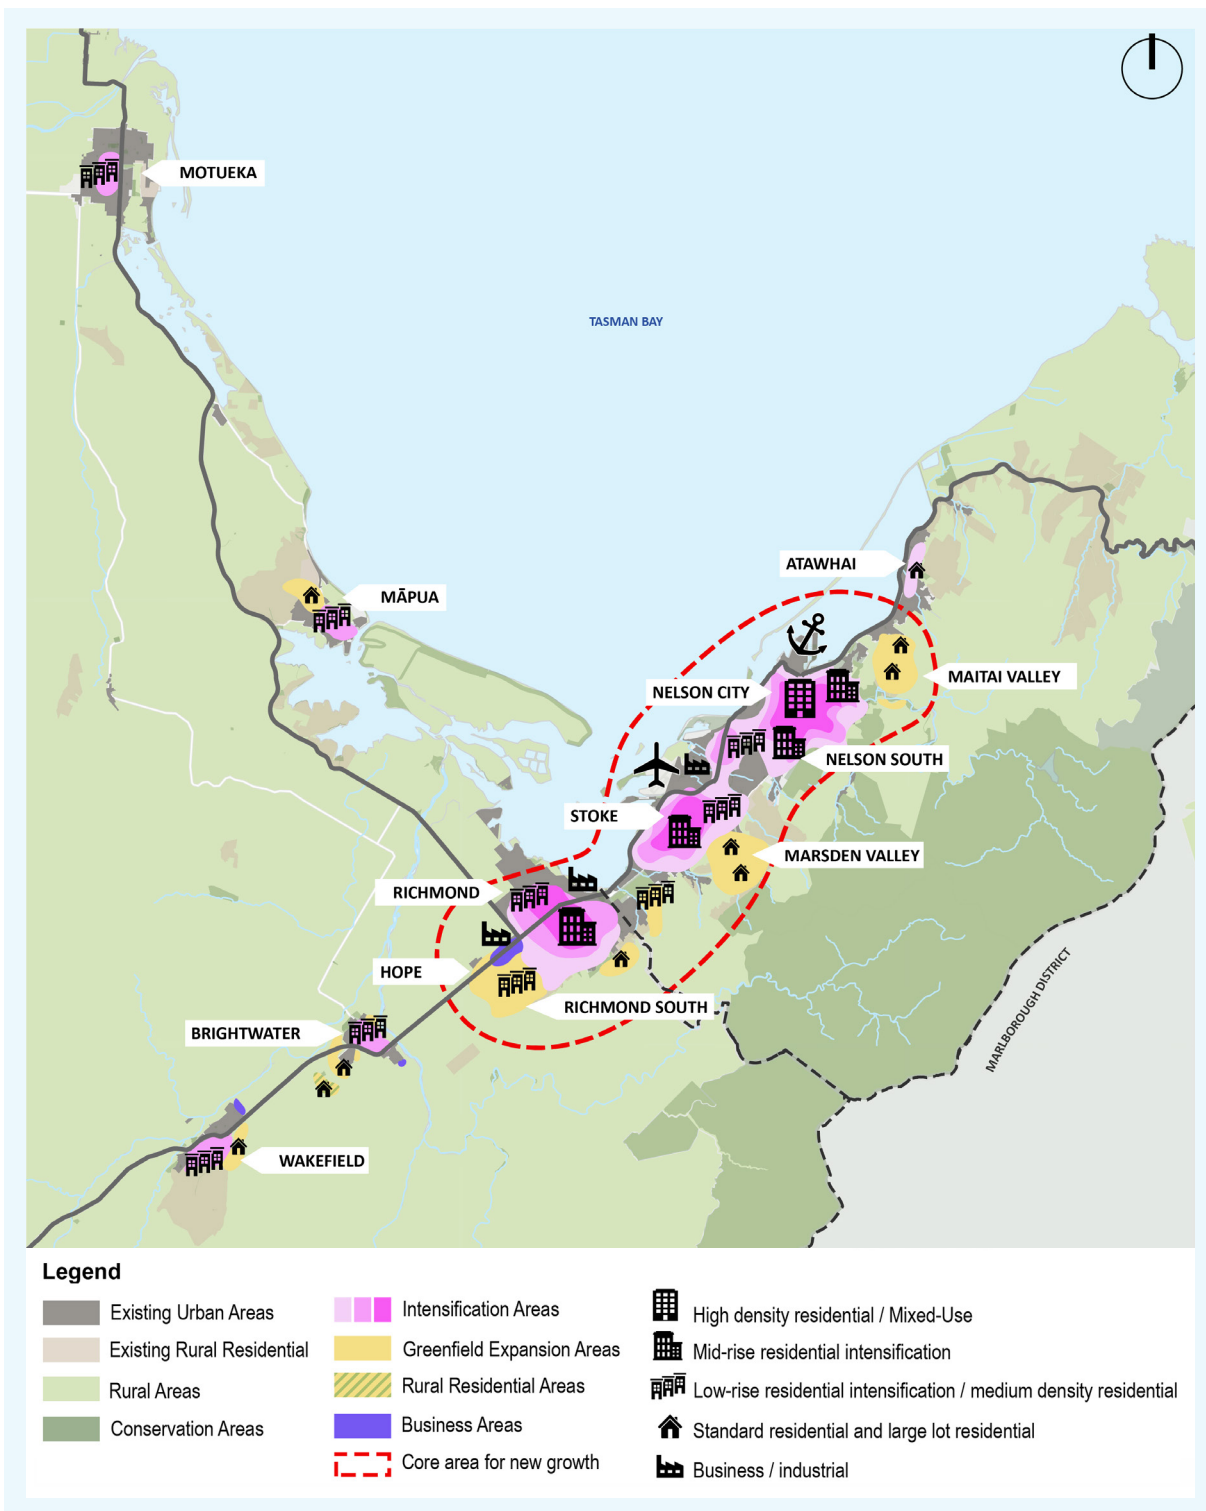 MOTUEKA
TASMAN BAY
ATAWHAI
MĀPUA
MAITAI VALLEY
NELSON CITY
NELSON SOUTH
STOKE
MARSDEN VALLEY
RICHMOND
HOPE
RICHMOND SOUTH
BRIGHTWATER
MARLBOROUGH DISTRICT
WAKEFIELD
Legend
Existing Urban Areas
Existing Rural Residential
Rural Areas
Conservation Areas
Intensification Areas
Greenfield Expansion Areas
Rural Residential Areas
Business Areas
Core area for new growth
High density residential / Mixed-Use
Mid-rise residential intensification
Low-rise residential intensification / medium density residential
Standard residential and large lot residential
Business / industrial